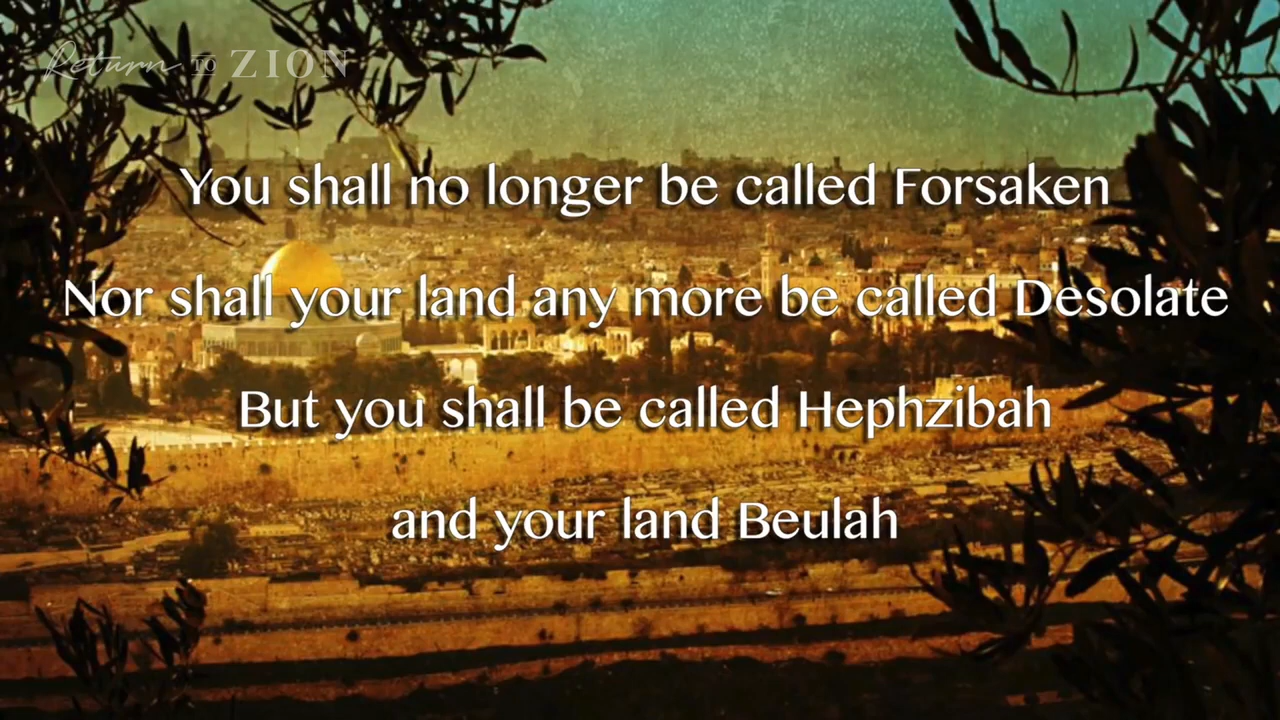 Return TO ZION
You shall no longer be called Forsaken
Nor shall your land any more be called Desolate
But you shall be called Hephzibah
and your land Beulah